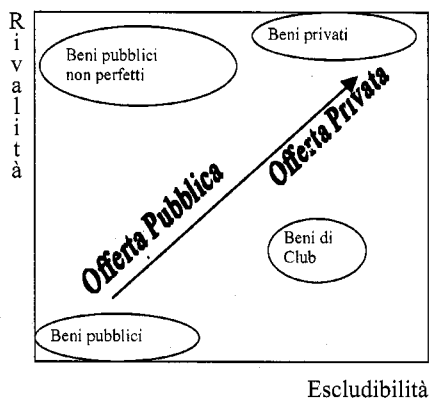 Rivalità
Beni pubblici
non perfetti
Beni privati
Offerta Pubblica
Offerta Privata
Beni di
Club
Beni pubblici
Escludibilità